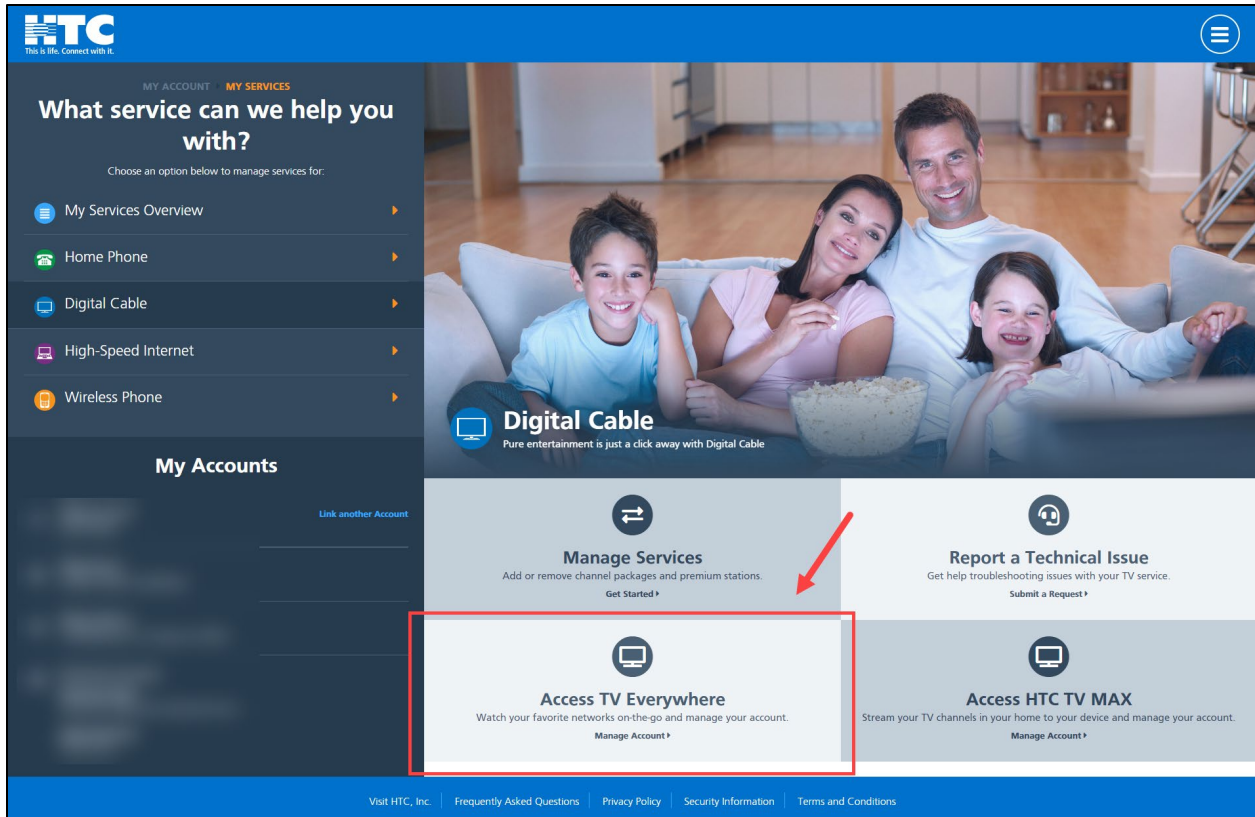 HTC
This is life. Connect with it.
MY ACCOUNT MY SERVICES
What service can we help you
with?
Choose an option below to manage services for:
My Services Overview
Home Phone
Digital Cable
High-Speed Internet
Wireless Phone
My Accounts
Link another Account
Digital Cable
Pure entertainment is just a click away with Digital Cable
Manage Services
Add or remove channel packages and premium stations.
Get Started
Report a Technical Issue
Get help troubleshooting issues with your TV service.
Submit a Request
Access TV Everywhere
Watch your favorite networks on-the-go and manage your account.
Manage Account
Access HTC TV MAX
Stream your TV channels in your home to your device and manage your account.
Manage Account
Visit HTC, Inc. Frequently Asked Questions Privacy Policy Security Information Terms and Conditions